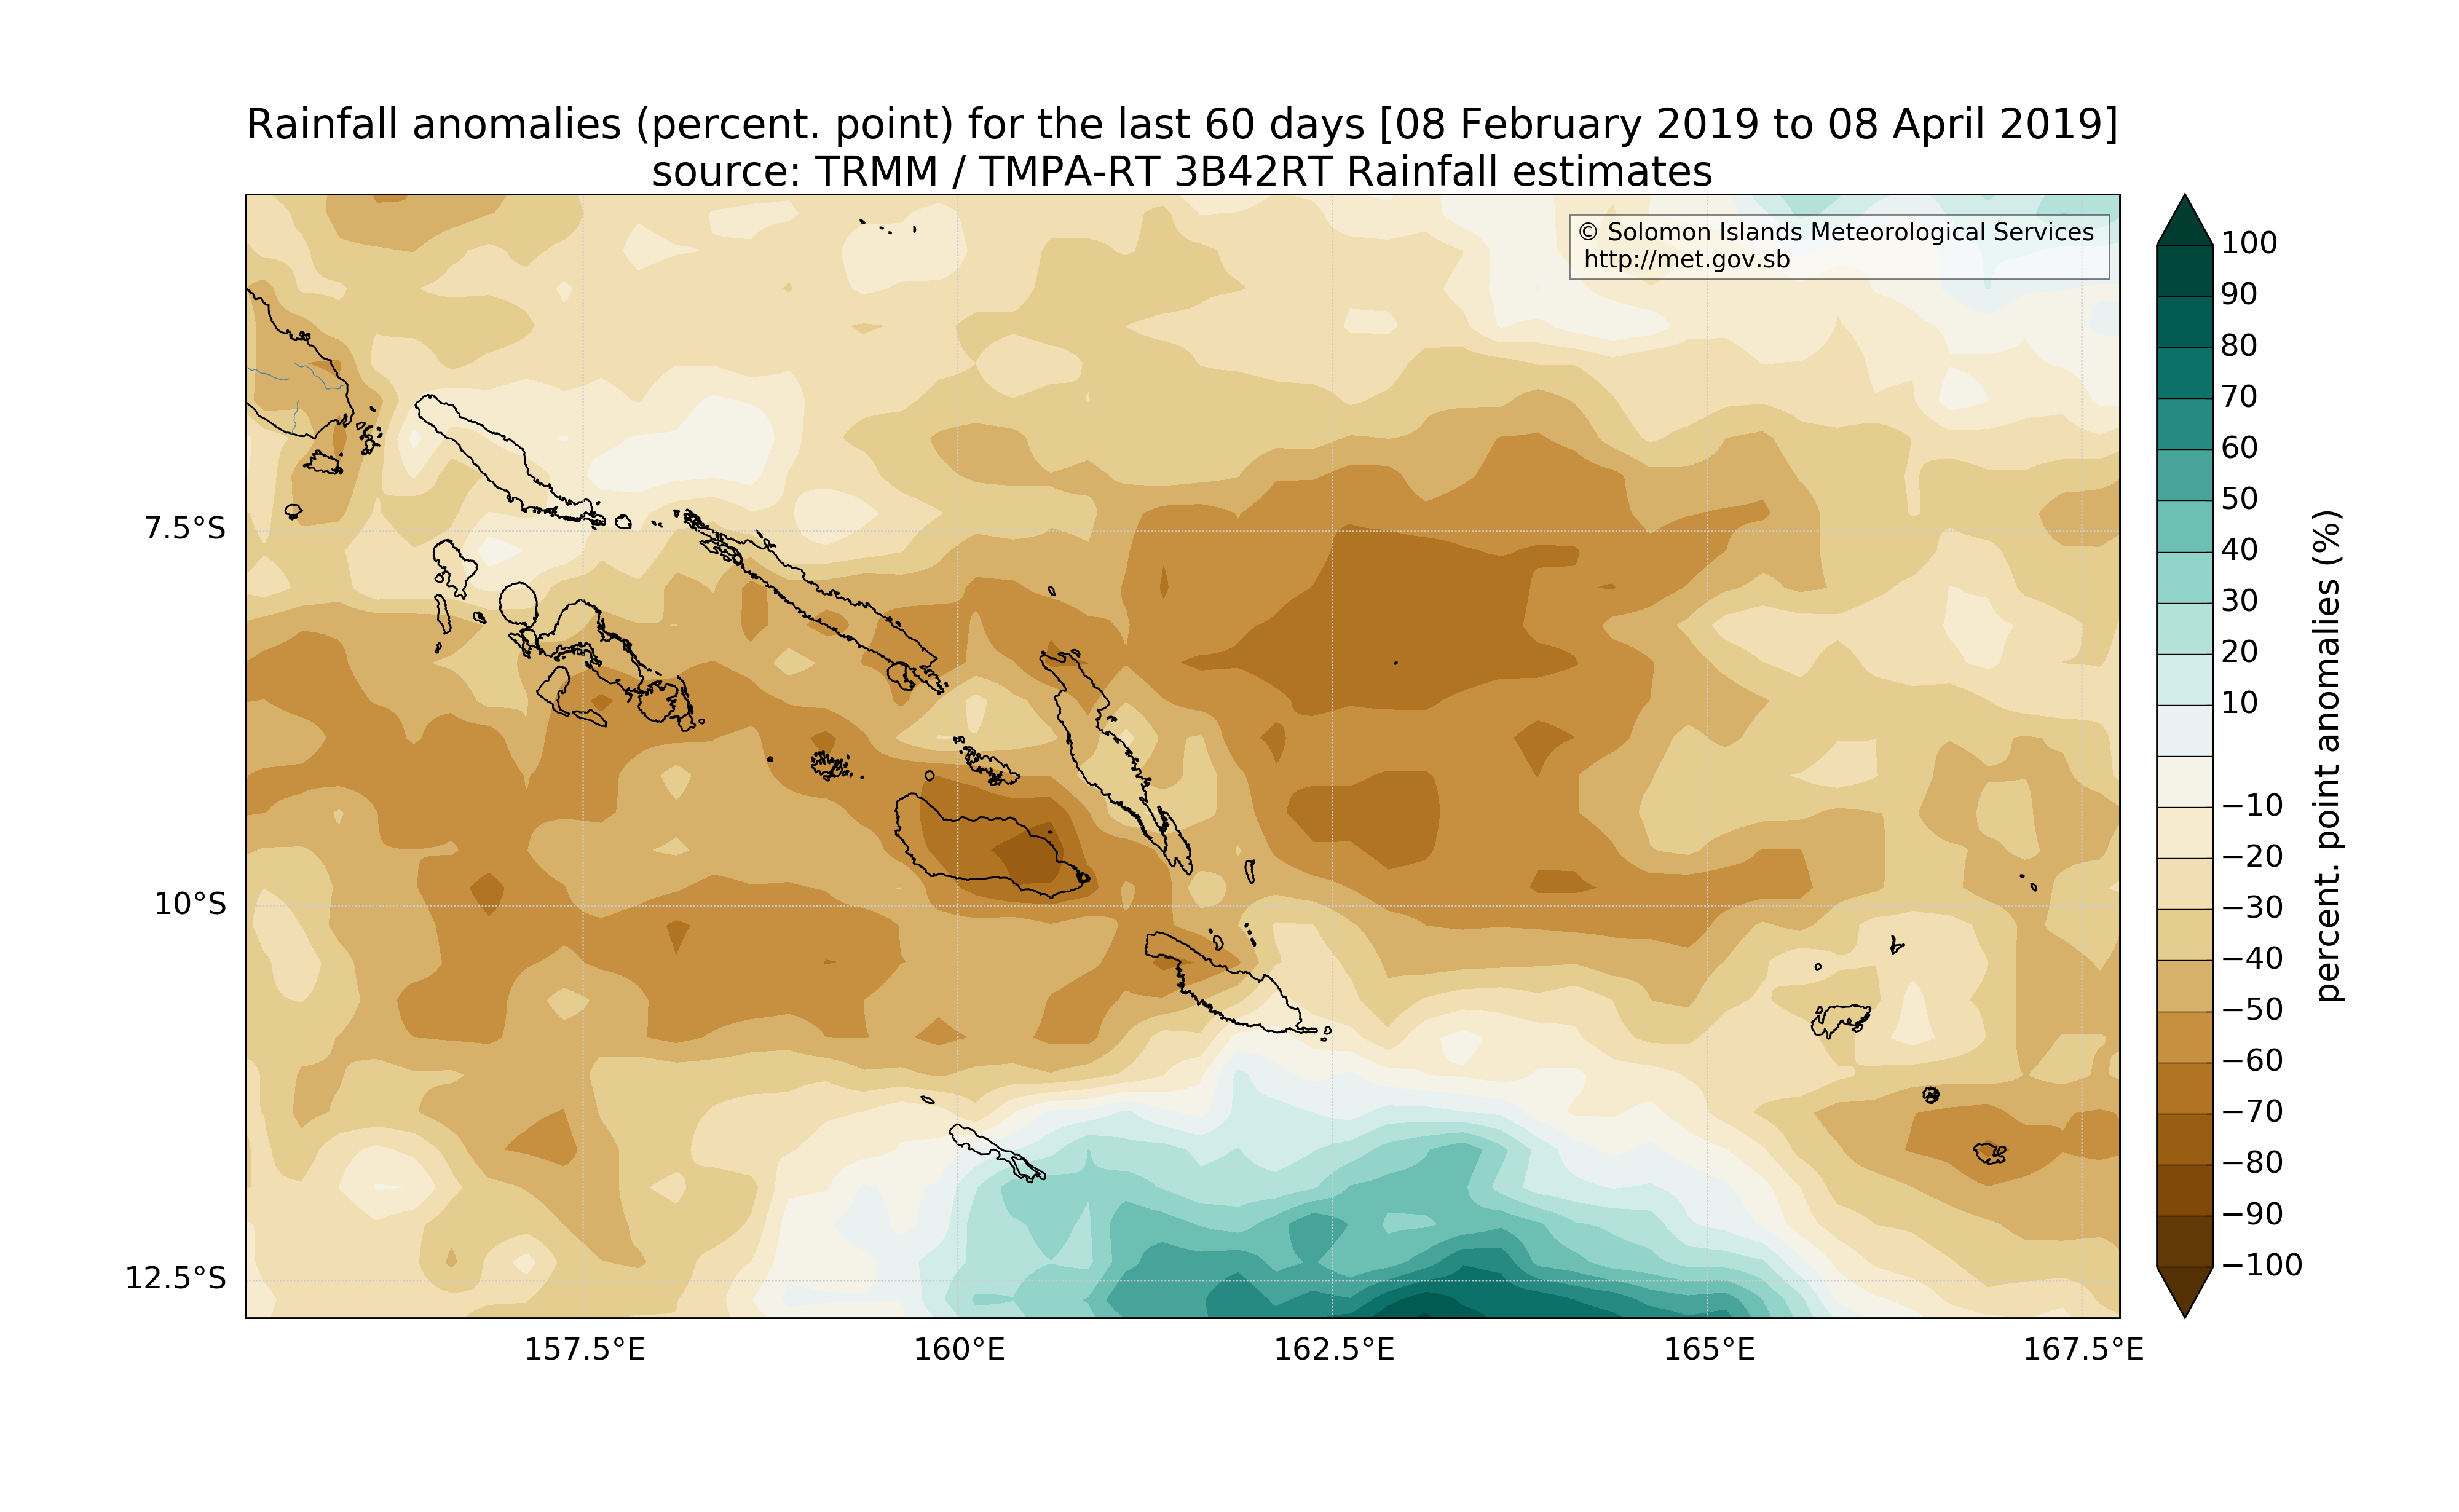 Rainfall anomalies (percent. point) for the last 60 days [08 February 2019 to 08 April 2019]
source: TRMM / TMPA-RT 3B42RT Rainfall estimates
© Solomon Islands Meteorological Services
http://met.gov.sb
7.5°S
10°S
12.5°S
157.5°E
160°E
162.5°E
165°E
167.5°E
100
90
80
70
60
50
40
30
20
10
−10
−20
−30
−40
−50
−60
−70
−80
−90
−100
percent. point anomalies (%)